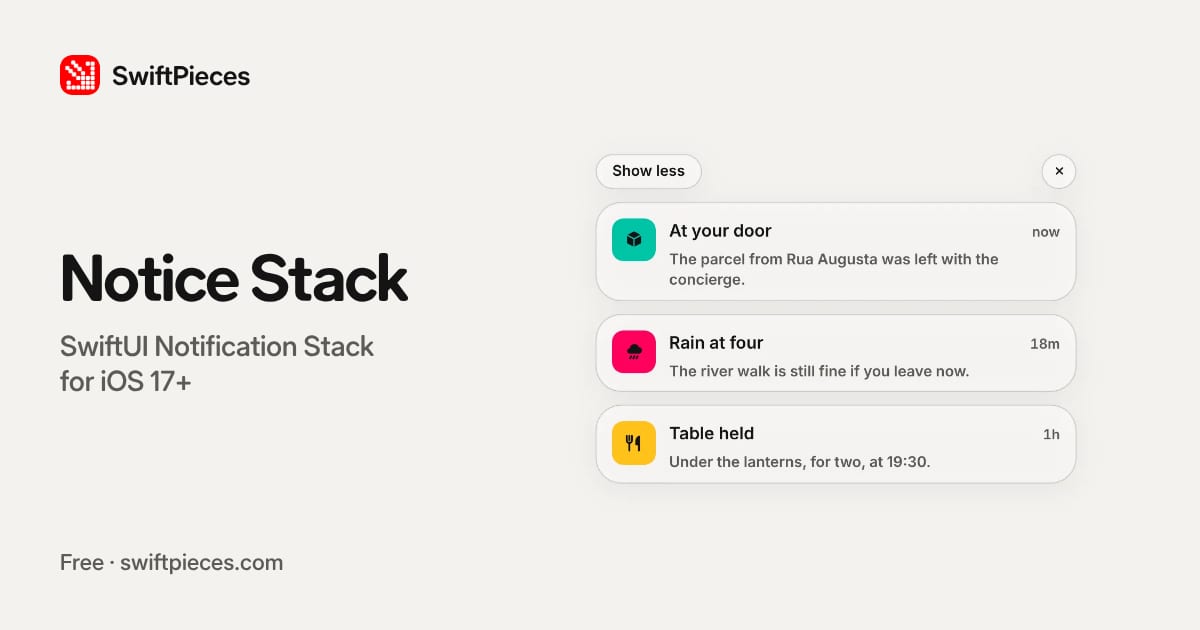 SwiftPieces
Notice Stack
SwiftUI Notification Stack
for iOS 17+
Free · swiftpieces.com
Show less
×
At your door
now
The parcel from Rua Augusta was left with the
concierge.
Rain at four
18m
The river walk is still fine if you leave now.
Table held
1h
Under the lanterns, for two, at 19:30.